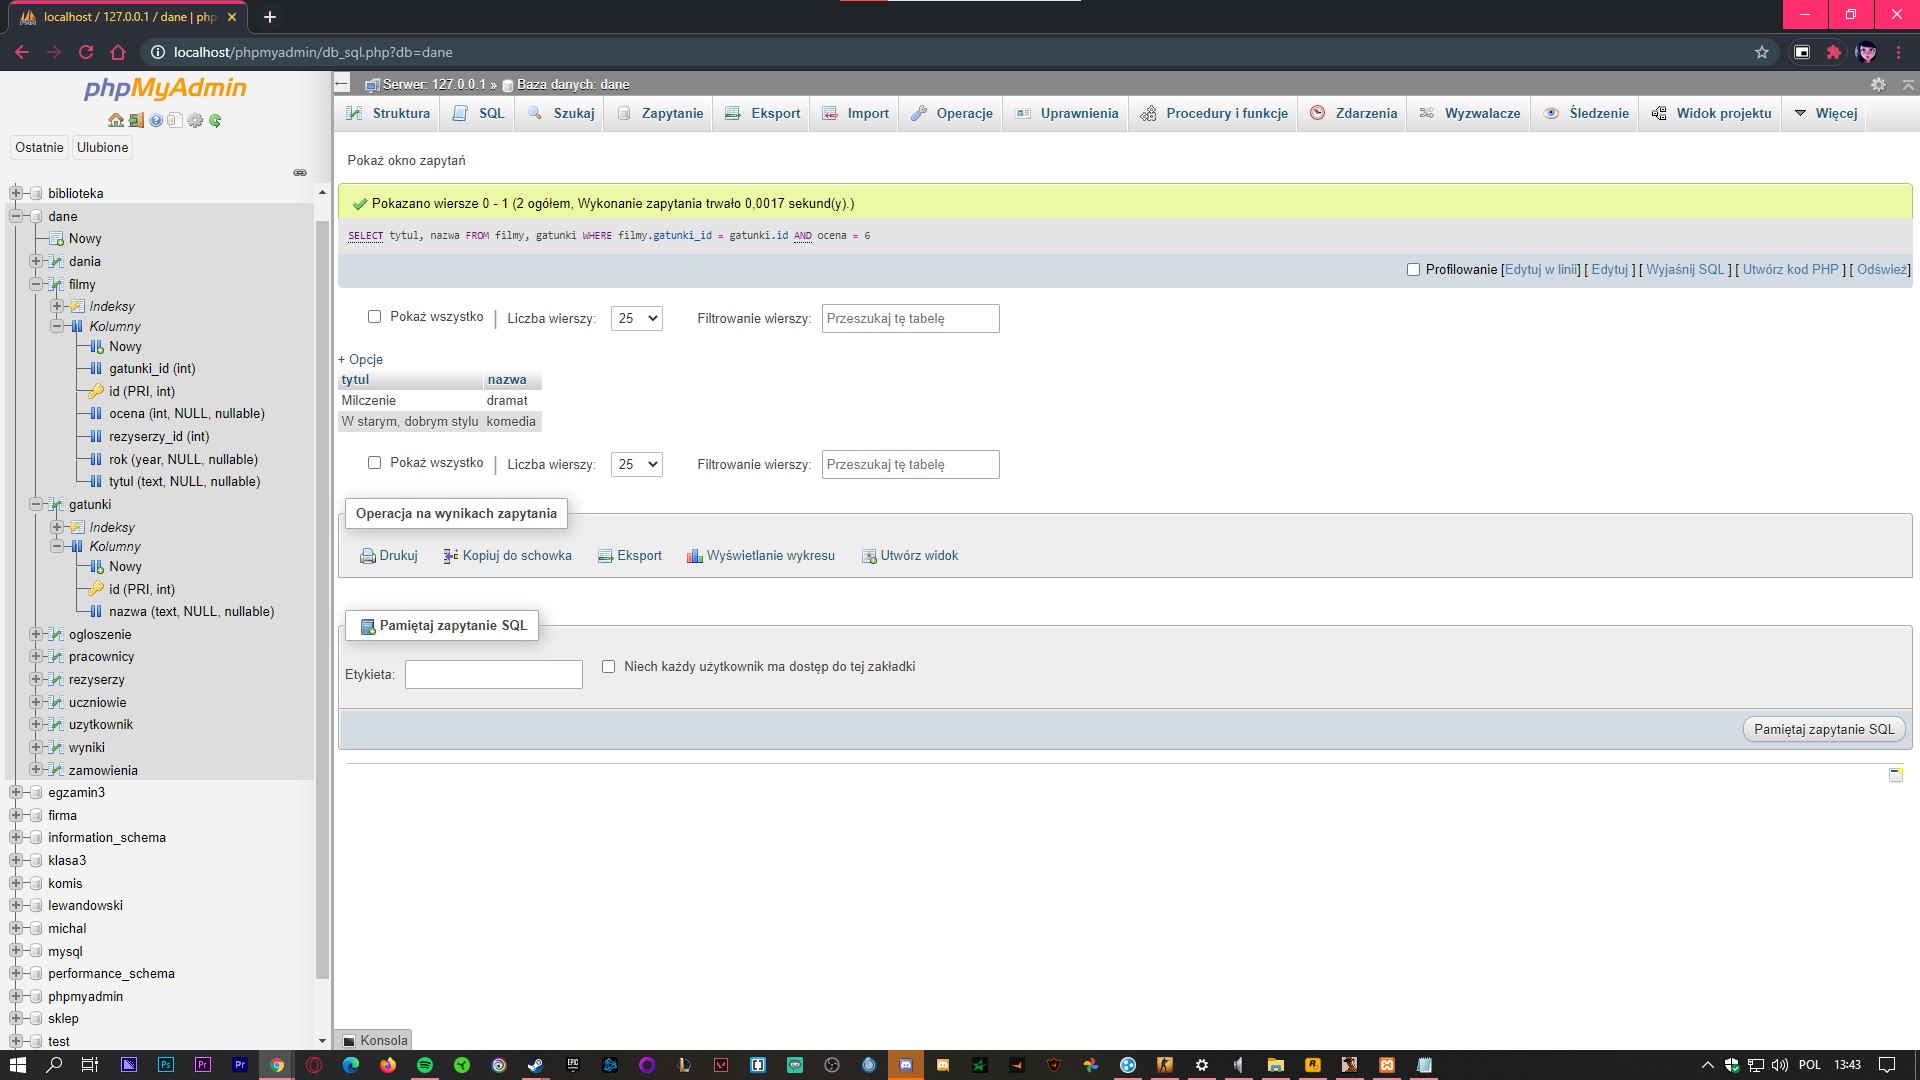 localhost / 127.0.0.1 / dane | php
localhost/phpmyadmin/db_sql.php?db=dane
phpMyAdmin
Ostatnie
Ulubione
biblioteka
dane
Nowy
dania
filmy
Indeksy
Kolumny
Nowy
gatunki_id (int)
id (PRI, int)
ocena (int, NULL, nullable)
rezyserzy_id (int)
rok (year, NULL, nullable)
tytul (text, NULL, nullable)
gatunki
Indeksy
Kolumny
Nowy
id (PRI, int)
nazwa (text, NULL, nullable)
ogloszenie
pracownicy
rezyserzy
uczniowie
uzytkownik
wyniki
zamowienia
egzamin3
firma
information_schema
klasa3
komis
lewandowski
michal
mysql
performance_schema
phpmyadmin
sklep
test
Serwer: 127.0.0.1 » Baza danych: dane
Struktura SQL Szukaj Zapytanie Eksport Import Operacje Uprawnienia Procedury i funkcje Zdarzenia Wyzwalacze Śledzenie Widok projektu Więcej
Pokaż okno zapytań
Pokazano wiersze 0 - 1 (2 ogółem, Wykonanie zapytania trwało 0,0017 sekund(y).)
SELECT tytul, nazwa FROM filmy, gatunki WHERE filmy.gatunki_id = gatunki.id AND ocena = 6
Profilowanie [Edytuj w linii] [ Edytuj ] [ Wyjaśnij SQL ] [ Utwórz kod PHP ] [ Odśwież]
Pokaż wszystko | Liczba wierszy: 25 Filtrowanie wierszy: Przeszukaj tę tabelę
+ Opcje
tytul nazwa
Milczenie dramat
W starym, dobrym stylu komedia
Pokaż wszystko | Liczba wierszy: 25 Filtrowanie wierszy: Przeszukaj tę tabelę
Operacja na wynikach zapytania
Drukuj Kopiuj do schowka Eksport Wyświetlanie wykresu Utwórz widok
Pamiętaj zapytanie SQL
Etykieta: Niech każdy użytkownik ma dostęp do tej zakładki
Pamiętaj zapytanie SQL
Konsola
Ps Pr Pr EPIC POL 13:43